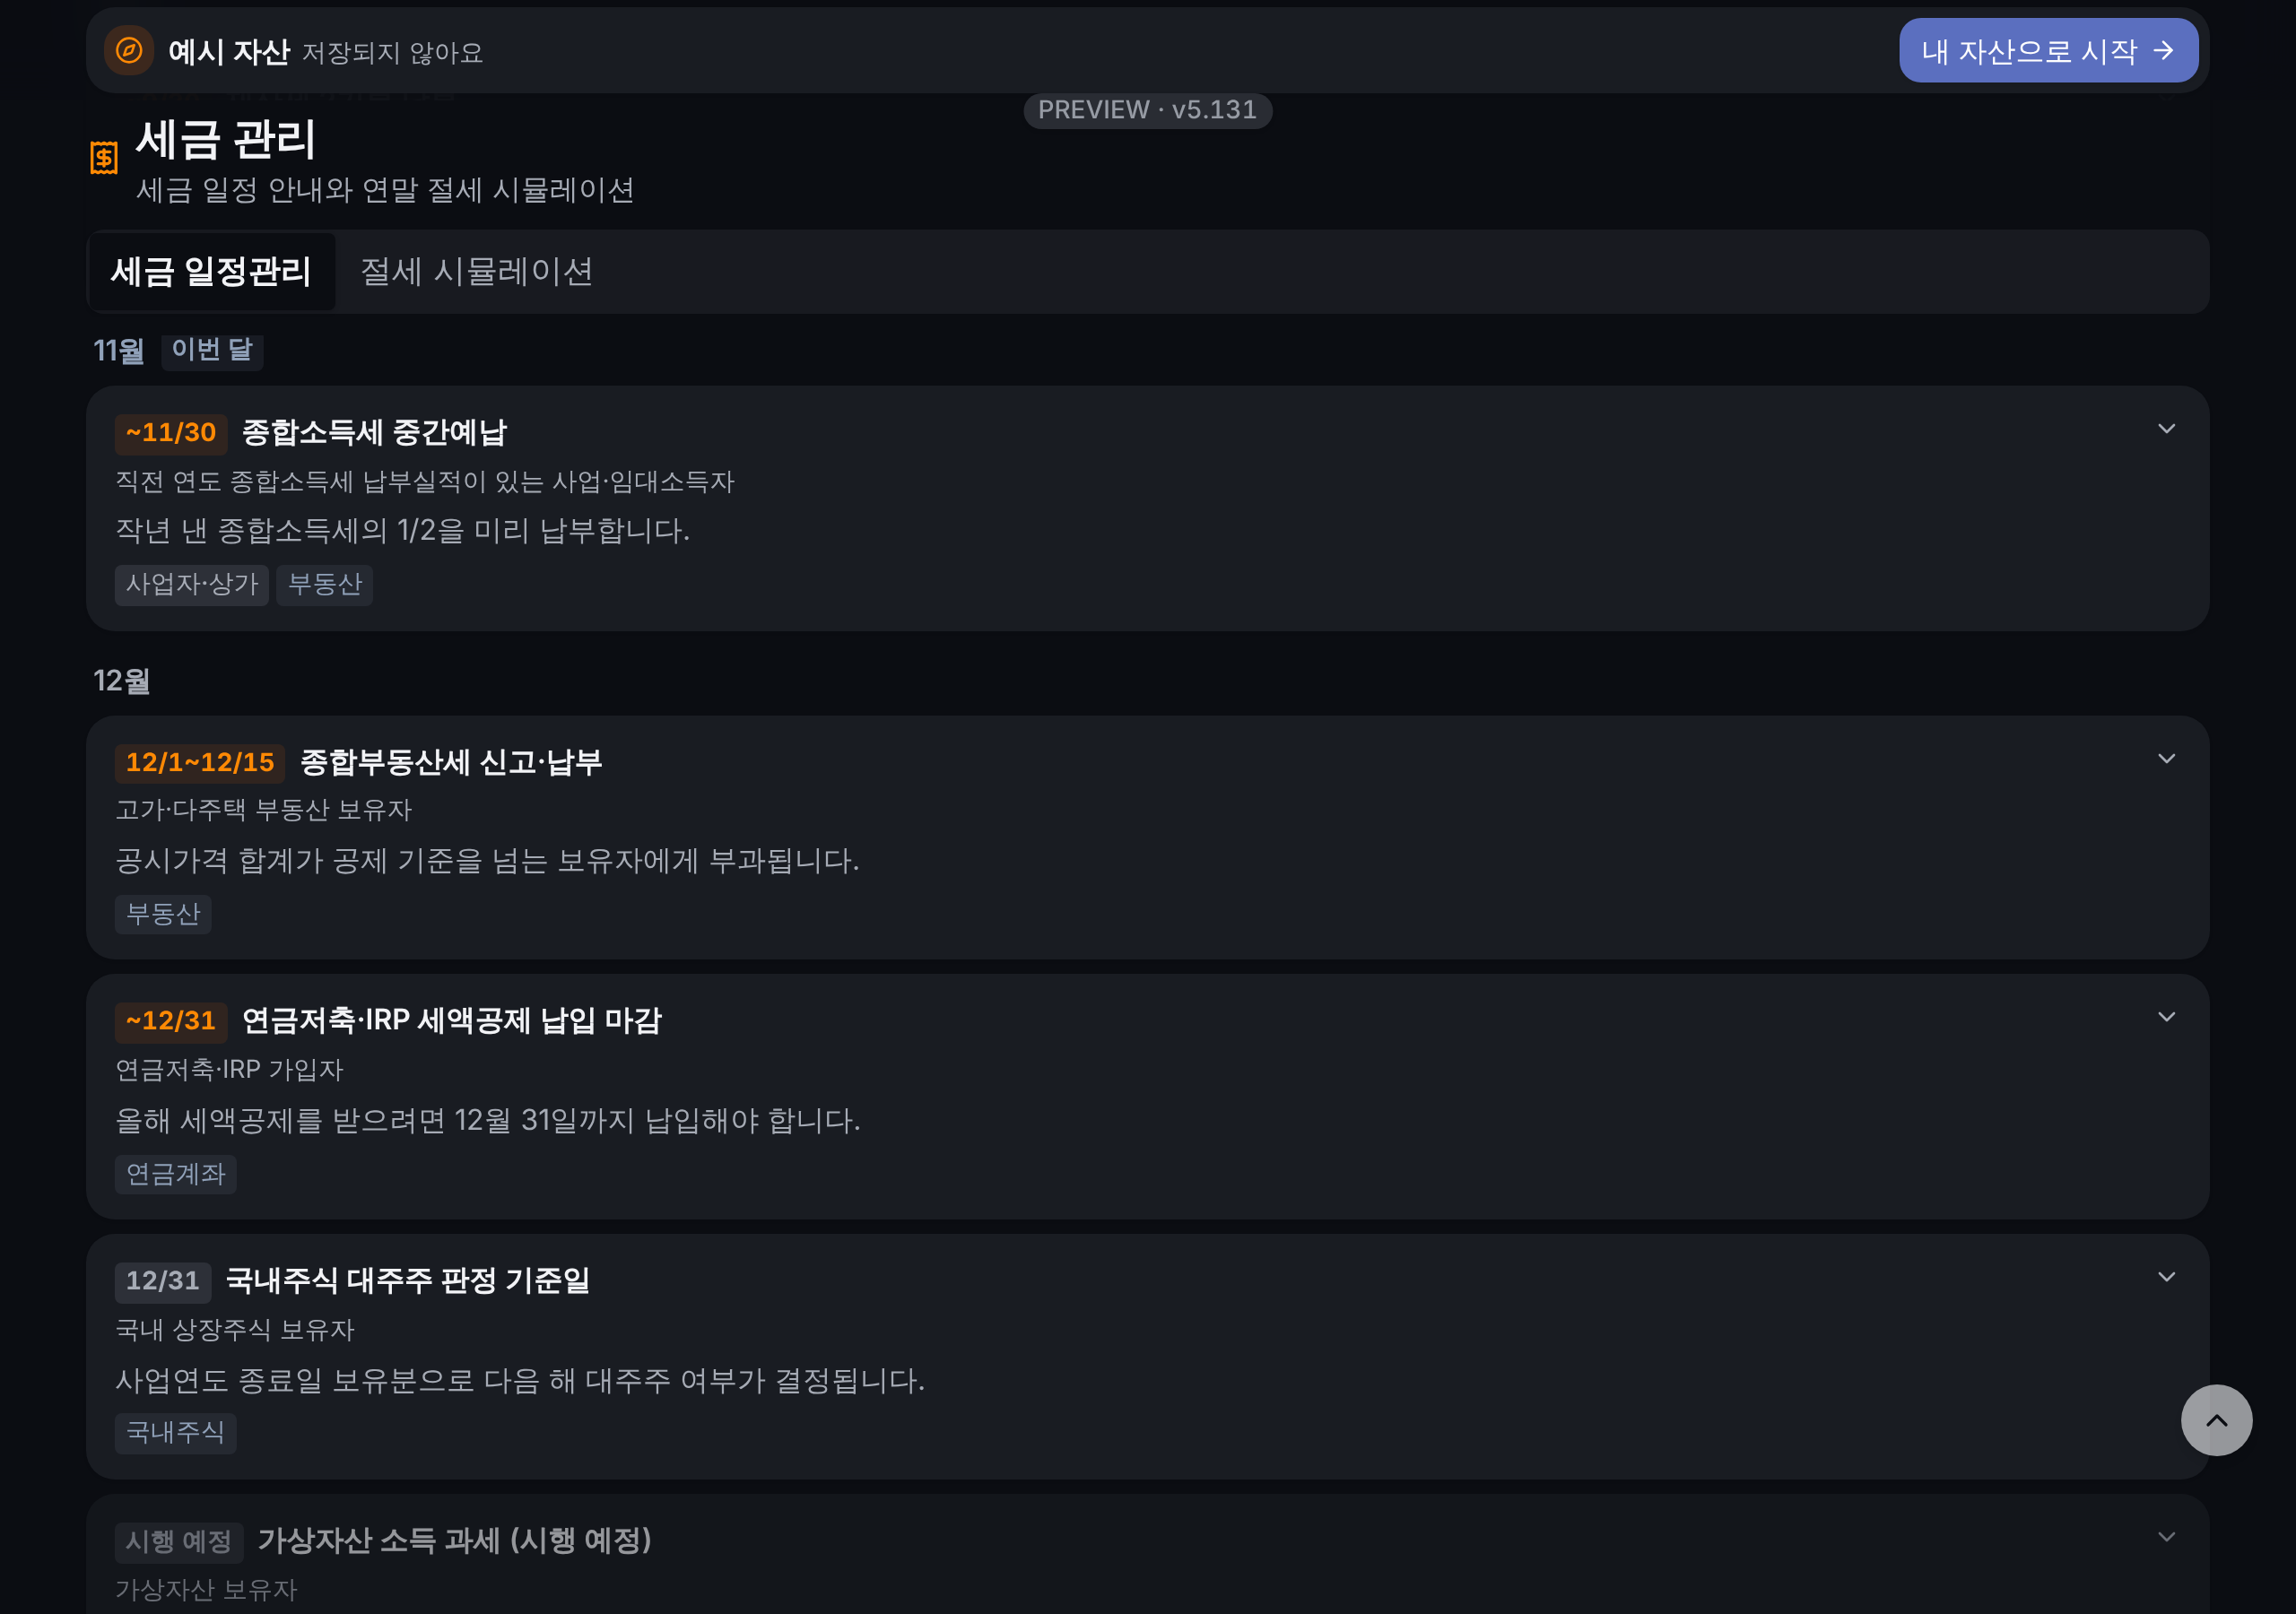 예시 자산 저장되지 않아요
내 자산으로 시작 →
PREVIEW · v5.131
세금 관리
세금 일정 안내와 연말 절세 시뮬레이션
세금 일정관리 절세 시뮬레이션
11월 이번 달
~11/30 종합소득세 중간예납
직전 연도 종합소득세 납부실적이 있는 사업·임대소득자
작년 낸 종합소득세의 1/2을 미리 납부합니다.
사업자·상가 부동산
12월
12/1~12/15 종합부동산세 신고·납부
고가·다주택 부동산 보유자
공시가격 합계가 공제 기준을 넘는 보유자에게 부과됩니다.
부동산
~12/31 연금저축·IRP 세액공제 납입 마감
연금저축·IRP 가입자
올해 세액공제를 받으려면 12월 31일까지 납입해야 합니다.
연금계좌
12/31 국내주식 대주주 판정 기준일
국내 상장주식 보유자
사업연도 종료일 보유분으로 다음 해 대주주 여부가 결정됩니다.
국내주식
시행 예정 가상자산 소득 과세 (시행 예정)
가상자산 보유자